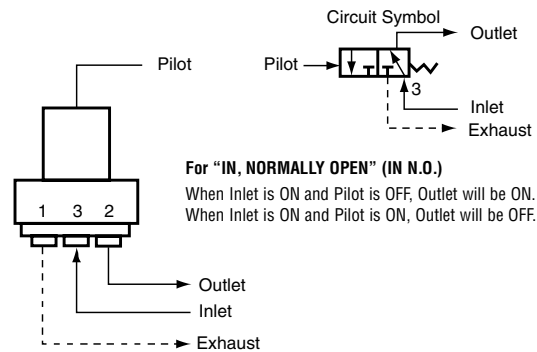 Circuit Symbol
Outlet
Pilot
3
Inlet
Exhaust
Pilot
For “IN, NORMALLY OPEN” (IN N.O.)
When Inlet is ON and Pilot is OFF, Outlet will be ON.
When Inlet is ON and Pilot is ON, Outlet will be OFF.
1 3 2
Outlet
Inlet
Exhaust